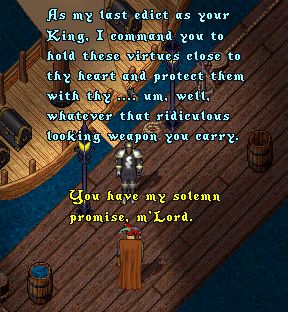 As my last edict as your
King, I command you to
hold these virtues close to
thy heart and protect them
with thy .... um, well,
whatever that ridiculous
looking weapon you carry.
You have my solemn
promise, m'Lord.